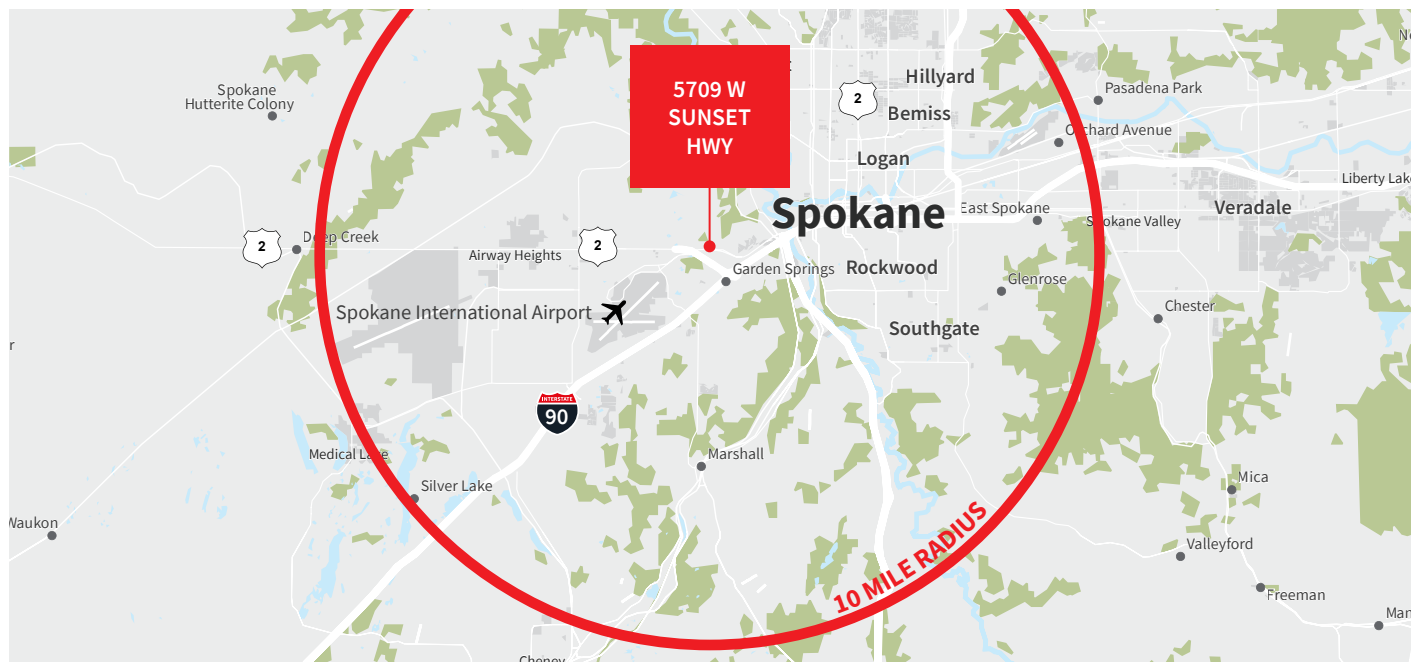 5709 W
SUNSET
HWY
Hillyard
Spokane
Hutterite Colony
Pasadena Park
2
Bemiss
Orchard Avenue
Logan
Liberty Lake
East Spokane
Veradale
Spokane
Spokane Valley
Deep Creek
2
2
Airway Heights
Garden Springs
Rockwood
Glenrose
Chester
Spokane International Airport
Southgate
INTERSTATE
90
Medical Lake
Marshall
Silver Lake
Mica
Waukon
10 MILE RADIUS
Valleyford
Freeman
Cheney